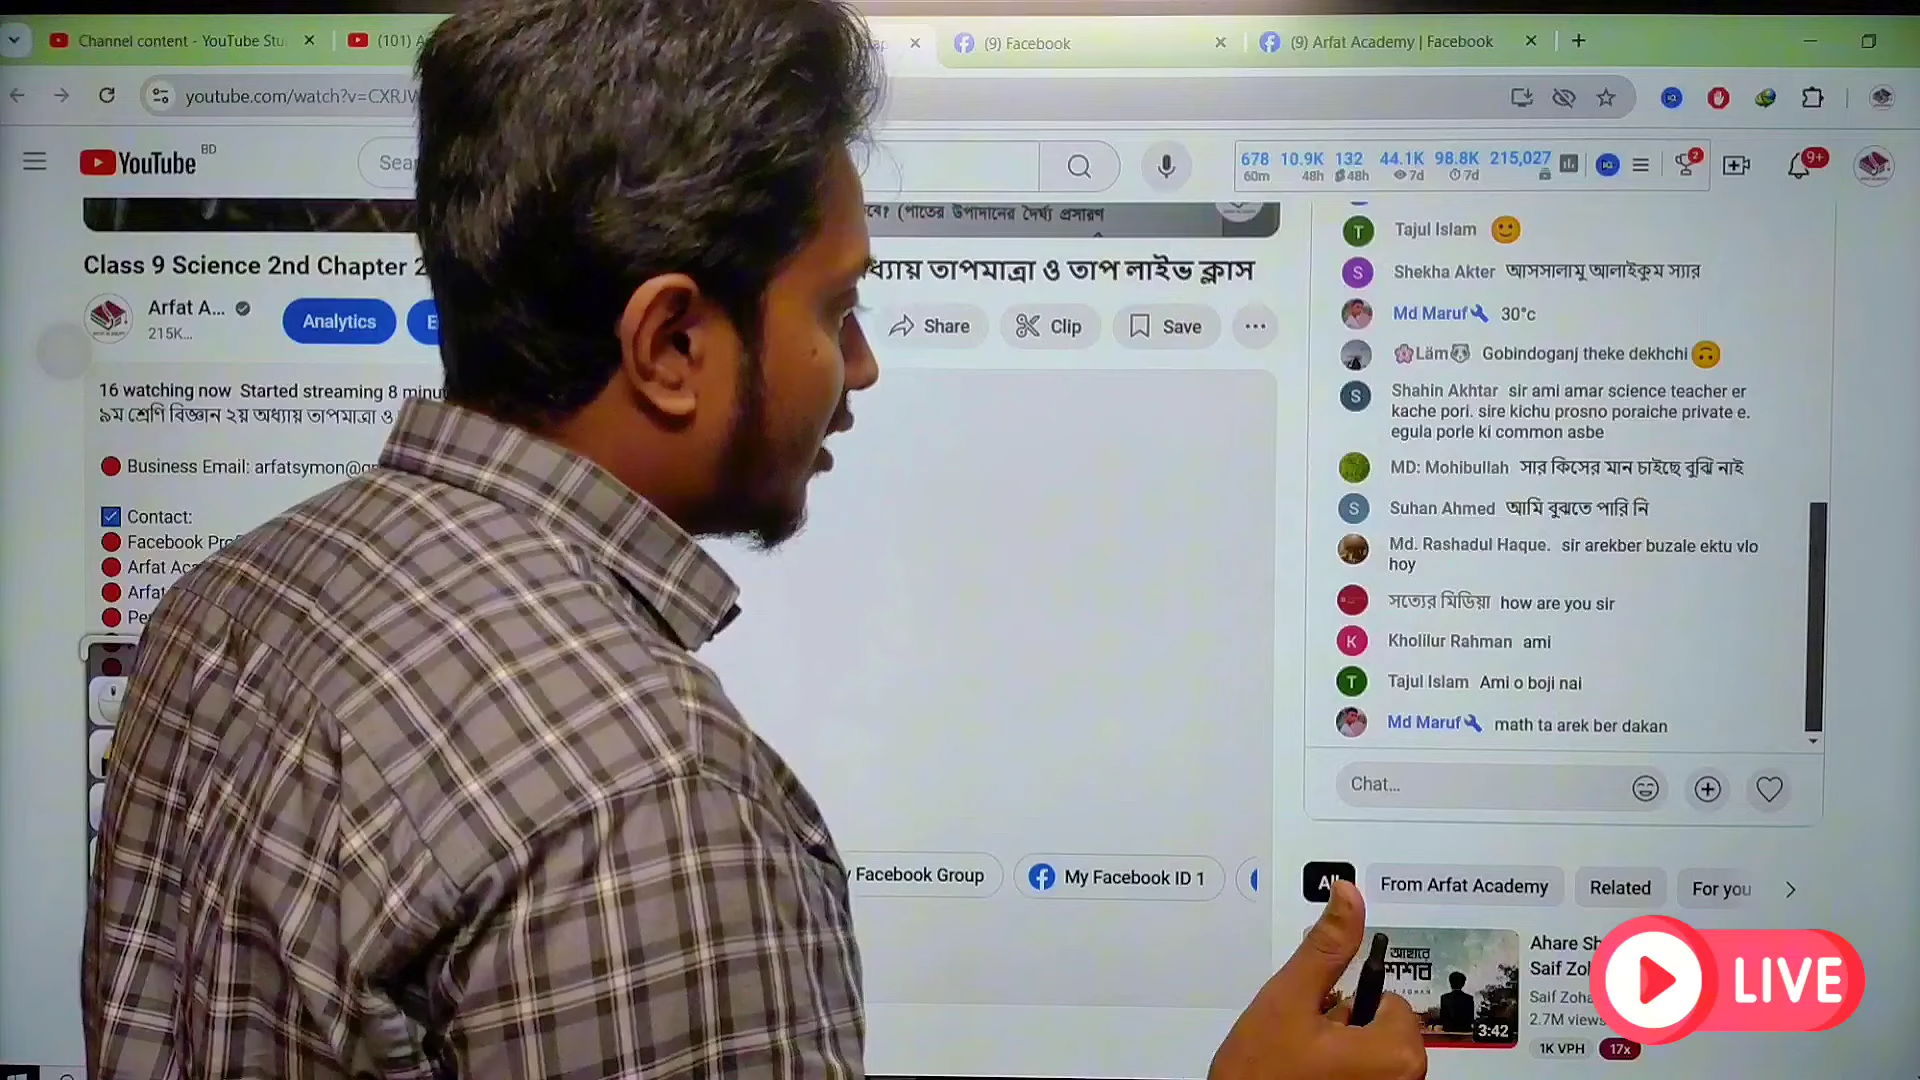 Channel content - YouTube Stu
(101) A
(9) Facebook
(9) Arfat Academy | Facebook
youtube.com/watch?v=CXRJV
YouTube BD
Sear
678 10.9K 132 44.1K 98.8K 215,027
60m 48h 48h 7d 7d
2
9+
(পাতের উপাদানের দৈর্ঘ্য প্রসারণ
Class 9 Science 2nd Chapter 2
ধ্যায় তাপমাত্রা ও তাপ লাইভ ক্লাস
Arfat A...
215K...
Analytics
E
Share
Clip
Save
16 watching now Started streaming 8 minu
৯ম শ্রেণি বিজ্ঞান ২য় অধ্যায় তাপমাত্রা ও
Business Email: arfatsymon@g
Contact:
Facebook Pro
Arfat Aca
Arfat
Pe
Facebook Group
My Facebook ID 1
Tajul Islam
Shekha Akter আসসালামু আলাইকুম স্যার
Md Maruf 30°c
Läm Gobindoganj theke dekhchi
Shahin Akhtar sir ami amar science teacher er
kache pori. sire kichu prosno poraiche private e.
egula porle ki common asbe
MD: Mohibullah সার কিসের মান চাইছে বুঝি নাই
Suhan Ahmed আমি বুঝতে পারি নি
Md. Rashadul Haque. sir arekber buzale ektu vlo
hoy
সত্যের মিডিয়া how are you sir
Kholilur Rahman ami
Tajul Islam Ami o boji nai
Md Maruf math ta arek ber dakan
Chat...
All
From Arfat Academy
Related
For you
আহারে
শৈশব
3:42
Ahare Sh
Saif Zoh
Saif Zoha
2.7M views
1K VPH
17x
LIVE